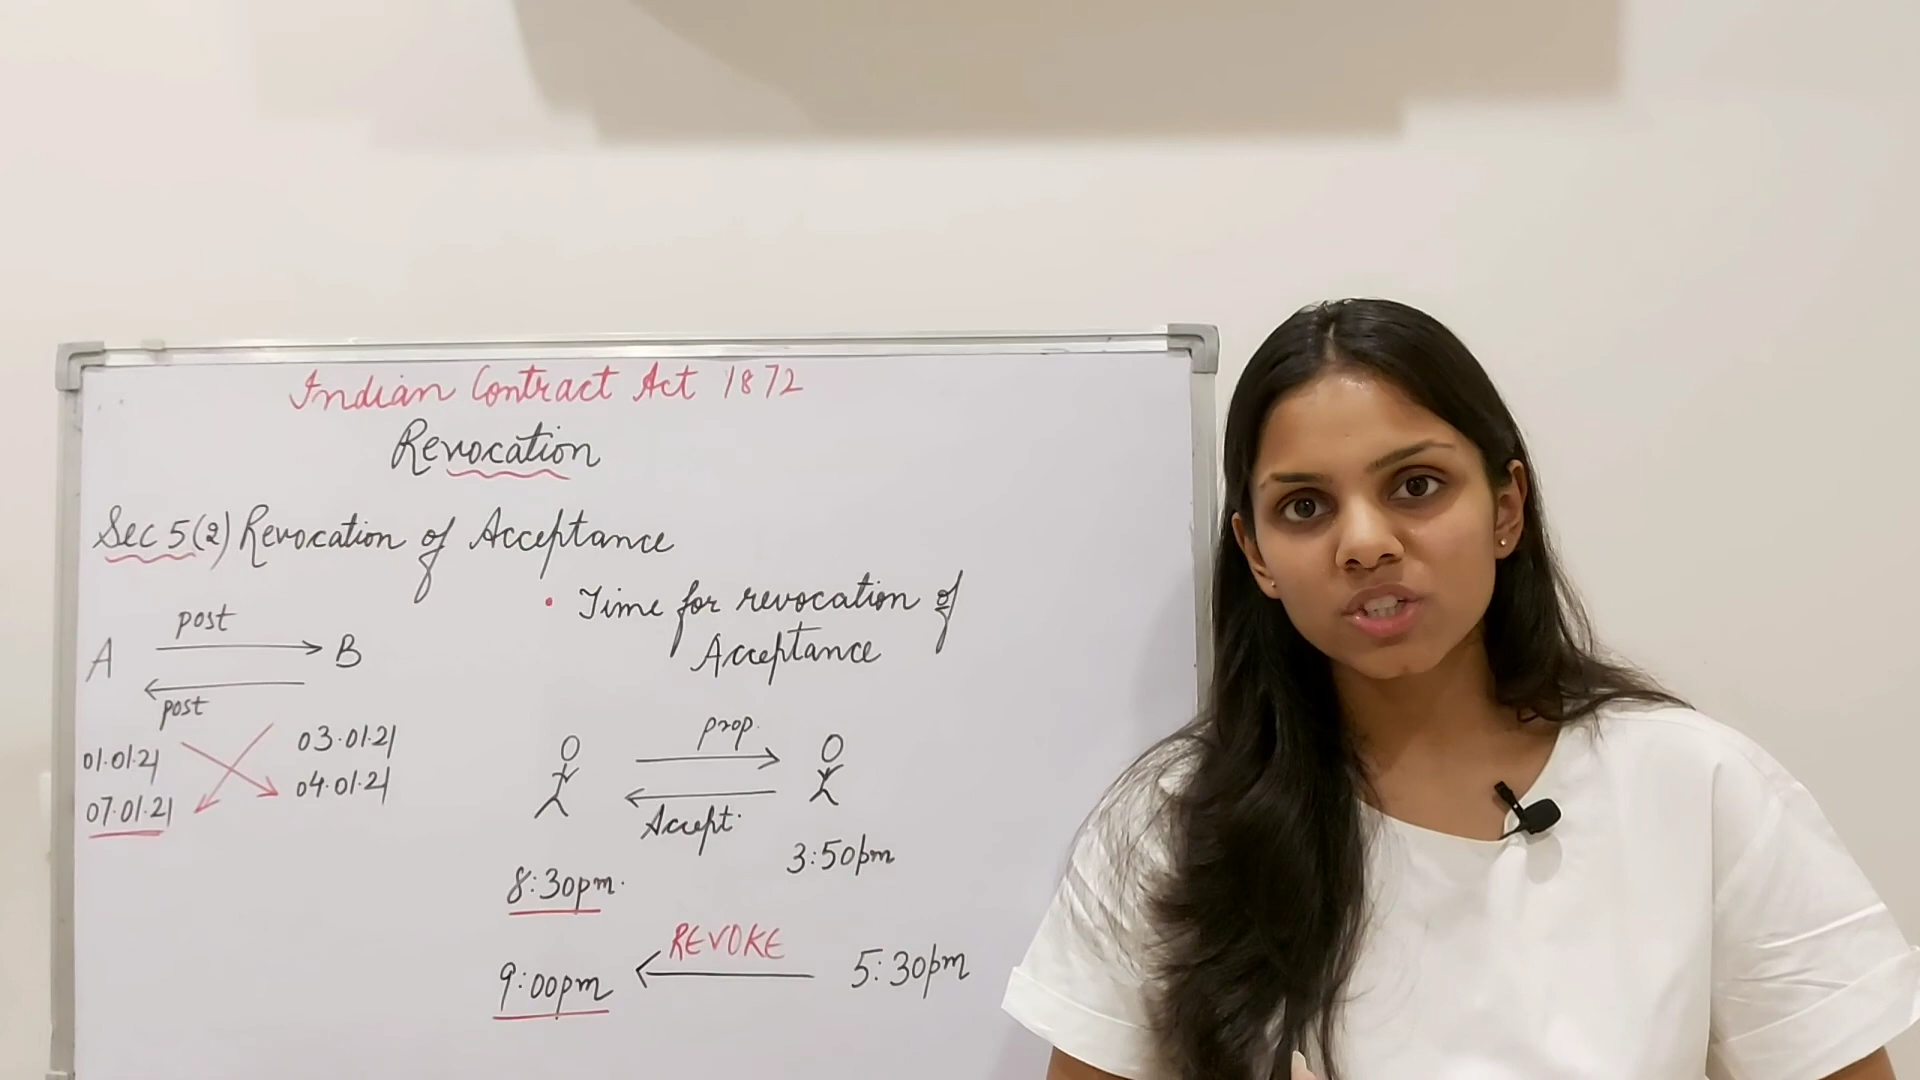 Indian Contract Act 1872
Revocation
Sec 5(2) Revocation of Acceptance
post
A B
post
01.01.21 03.01.21
07.01.21 04.01.21
• Time for revocation of
Acceptance
prop.
Accept.
3:50pm
8:30pm.
REVOKE
9:00pm 5:30pm